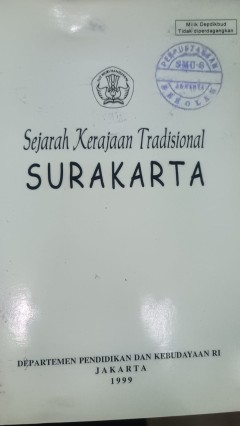 Milik Depdikbud
Tidak diperdagangkan
Sejarah Kerajaan Tradisional
SURAKARTA
DEPARTEMEN PENDIDIKAN DAN KEBUDAYAAN RI
JAKARTA
1999